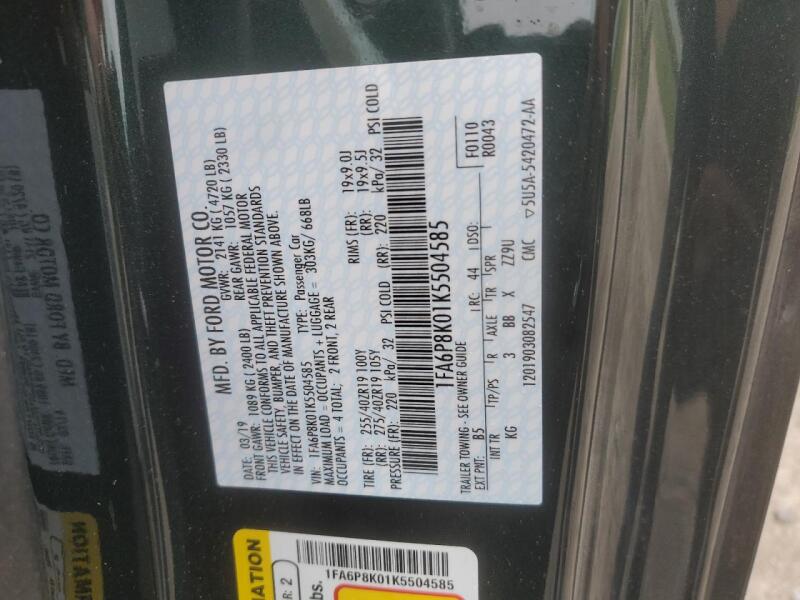 MFD. BY FORD MOTOR CO.
DATE: 03/19 GVWR: 2141 KG ( 4720 LB)
FRONT GAWR: 1089 KG ( 2400 LB) REAR GAWR: 1057 KG ( 2330 LB)
THIS VEHICLE CONFORMS TO ALL APPLICABLE FEDERAL MOTOR
VEHICLE SAFETY, BUMPER, AND THEFT PREVENTION STANDARDS
IN EFFECT ON THE DATE OF MANUFACTURE SHOWN ABOVE.
VIN: 1FA6P8K01K5504585 TYPE: Passenger Car
MAXIMUM LOAD = OCCUPANTS + LUGGAGE = 303KG/ 668LB
OCCUPANTS = 4 TOTAL; 2 FRONT, 2 REAR
TIRE (FR): 255/40ZR19 100Y RIMS (FR): 19x9.0J
(RR): 275/40ZR19 105Y (RR): 19x9.5J
PRESSURE (FR): 220 kPa/ 32 PSI COLD (RR): 220 kPa/ 32 PSI COLD
1FA6P8K01K5504585
TRAILER TOWING - SEE OWNER GUIDE LRC: 44 DSO: F0110
EXT PNT: B5 R0043
INT TR TP/PS R AXLE TR SPR
KG 3 BB X ZZ9U
1201903082547 CMC ▽5U5A-5420472-AA
1FA6P8K01K5504585
R: 2
lbs.